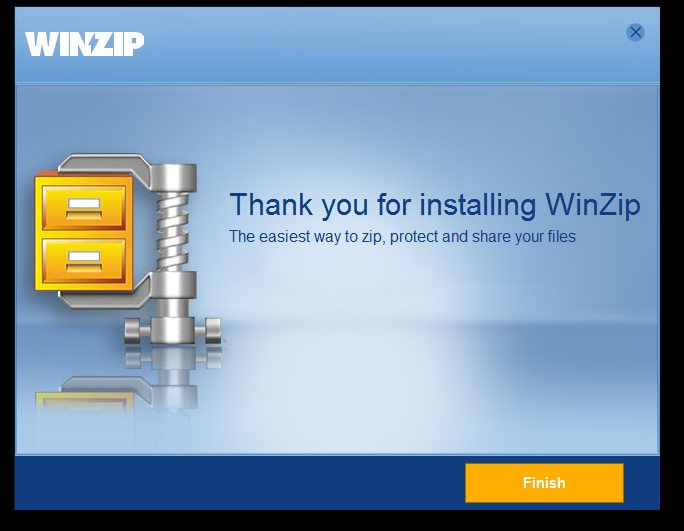 WINZIP
Thank you for installing WinZip
The easiest way to zip, protect and share your files
Finish